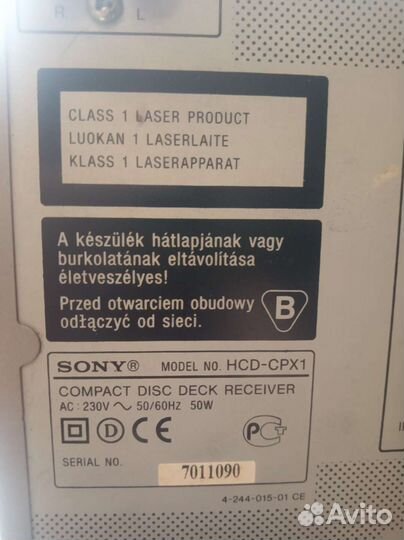 R L
CLASS 1 LASER PRODUCT
LUOKAN 1 LASERLAITE
KLASS 1 LASERAPPARAT
A készülék hátlapjának vagy
burkolatának eltávolítása
életveszélyes!
Przed otwarciem obudowy
odłączyć od sieci.
B
SONY® MODEL NO. HCD-CPX1
COMPACT DISC DECK RECEIVER
AC : 230V ~ 50/60HZ 50W
D CE PCT
SERIAL NO. 7011090
4-244-015-01 CE
Avito